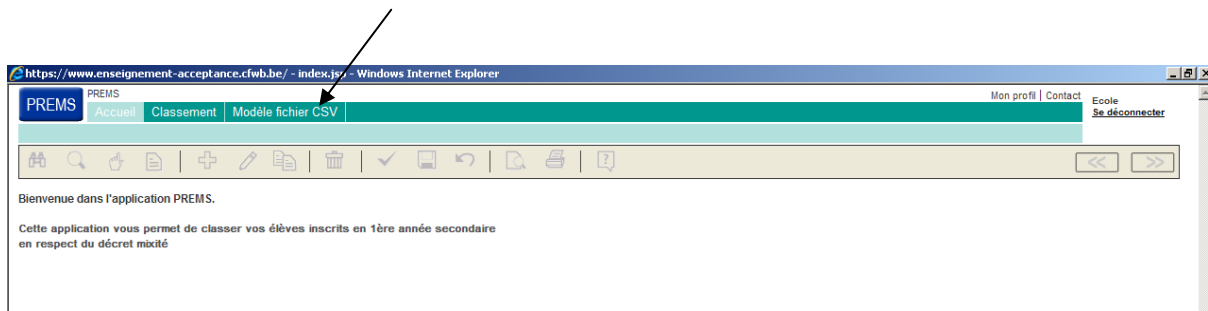 https://www.enseignement-acceptance.cfwb.be/ - index.jsp - Windows Internet Explorer
PREMS
PREMS
Mon profil | Contact
Ecole
Accueil Classement Modèle fichier CSV
Se déconnecter
<< >>
Bienvenue dans l'application PREMS.
Cette application vous permet de classer vos élèves inscrits en 1ère année secondaire
en respect du décret mixité